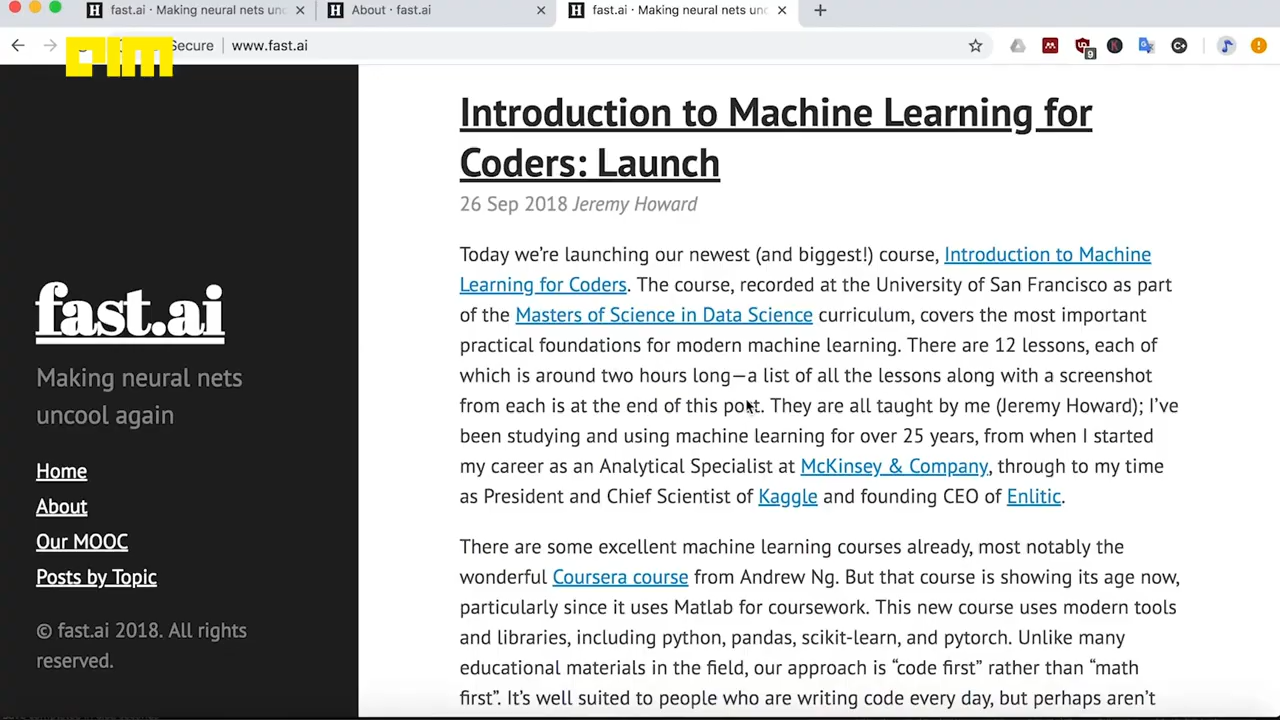 fast.ai · Making neural nets unc
About · fast.ai
fast.ai · Making neural nets unc
aim
Secure
www.fast.ai
9
Introduction to Machine Learning for
Coders: Launch
26 Sep 2018 Jeremy Howard
Today we’re launching our newest (and biggest!) course, Introduction to Machine
Learning for Coders. The course, recorded at the University of San Francisco as part
of the Masters of Science in Data Science curriculum, covers the most important
practical foundations for modern machine learning. There are 12 lessons, each of
which is around two hours long—a list of all the lessons along with a screenshot
from each is at the end of this post. They are all taught by me (Jeremy Howard); I’ve
been studying and using machine learning for over 25 years, from when I started
my career as an Analytical Specialist at McKinsey & Company, through to my time
as President and Chief Scientist of Kaggle and founding CEO of Enlitic.
There are some excellent machine learning courses already, most notably the
wonderful Coursera course from Andrew Ng. But that course is showing its age now,
particularly since it uses Matlab for coursework. This new course uses modern tools
and libraries, including python, pandas, scikit-learn, and pytorch. Unlike many
educational materials in the field, our approach is “code first” rather than “math
first”. It’s well suited to people who are writing code every day, but perhaps aren’t
fast.ai
Making neural nets
uncool again
Home
About
Our MOOC
Posts by Topic
© fast.ai 2018. All rights
reserved.